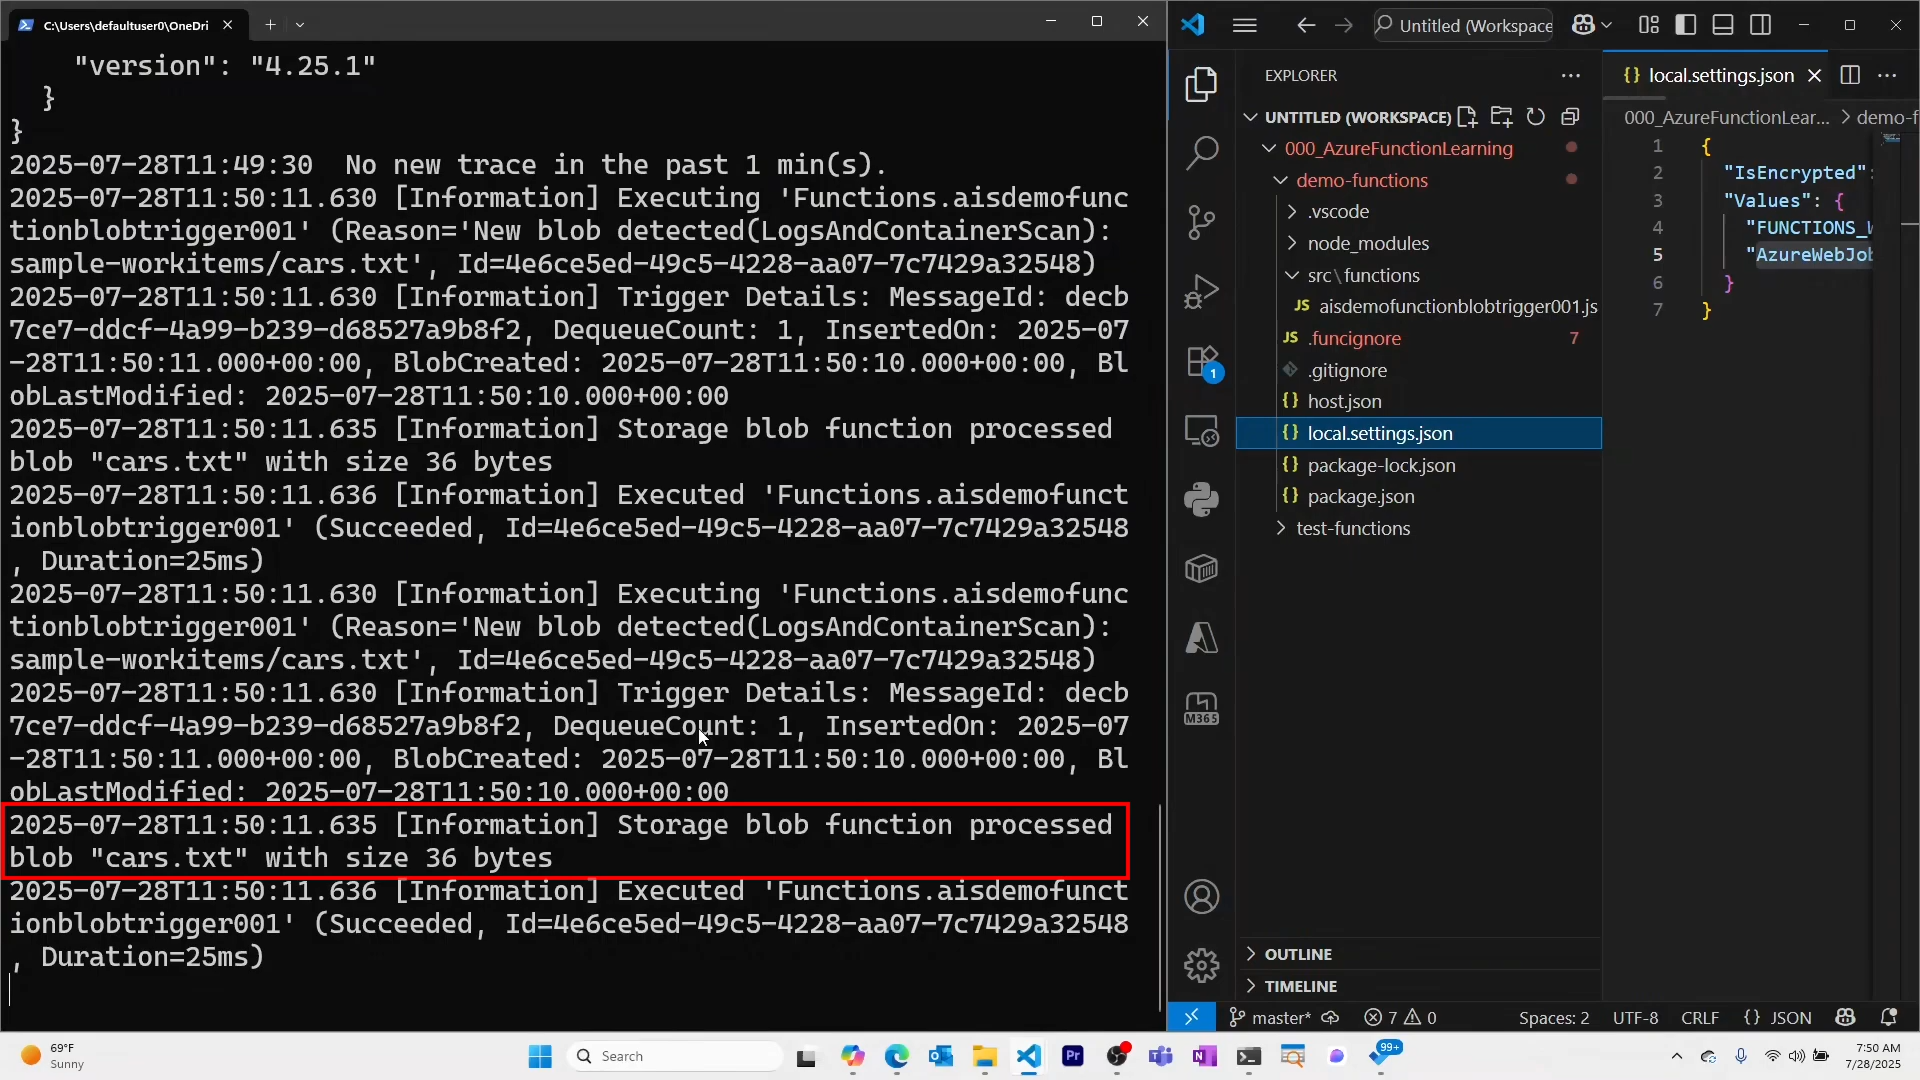 C:\Users\defaultuser0\OneDri
"version": "4.25.1"
}
}
2025-07-28T11:49:30  No new trace in the past 1 min(s).
2025-07-28T11:50:11.630 [Information] Executing 'Functions.aisdemofunc
tionblobtrigger001' (Reason='New blob detected(LogsAndContainerScan):
sample-workitems/cars.txt', Id=4e6ce5ed-49c5-4228-aa07-7c7429a32548)
2025-07-28T11:50:11.630 [Information] Trigger Details: MessageId: decb
7ce7-ddcf-4a99-b239-d68527a9b8f2, DequeueCount: 1, InsertedOn: 2025-07
-28T11:50:11.000+00:00, BlobCreated: 2025-07-28T11:50:10.000+00:00, Bl
obLastModified: 2025-07-28T11:50:10.000+00:00
2025-07-28T11:50:11.635 [Information] Storage blob function processed
blob "cars.txt" with size 36 bytes
2025-07-28T11:50:11.636 [Information] Executed 'Functions.aisdemofunct
ionblobtrigger001' (Succeeded, Id=4e6ce5ed-49c5-4228-aa07-7c7429a32548
, Duration=25ms)
2025-07-28T11:50:11.630 [Information] Executing 'Functions.aisdemofunc
tionblobtrigger001' (Reason='New blob detected(LogsAndContainerScan):
sample-workitems/cars.txt', Id=4e6ce5ed-49c5-4228-aa07-7c7429a32548)
2025-07-28T11:50:11.630 [Information] Trigger Details: MessageId: decb
7ce7-ddcf-4a99-b239-d68527a9b8f2, DequeueCount: 1, InsertedOn: 2025-07
-28T11:50:11.000+00:00, BlobCreated: 2025-07-28T11:50:10.000+00:00, Bl
obLastModified: 2025-07-28T11:50:10.000+00:00
2025-07-28T11:50:11.635 [Information] Storage blob function processed
blob "cars.txt" with size 36 bytes
2025-07-28T11:50:11.636 [Information] Executed 'Functions.aisdemofunct
ionblobtrigger001' (Succeeded, Id=4e6ce5ed-49c5-4228-aa07-7c7429a32548
, Duration=25ms)
Untitled (Workspace
EXPLORER
UNTITLED (WORKSPACE)
000_AzureFunctionLearning
demo-functions
.vscode
node_modules
src\functions
JS aisdemofunctionblobtrigger001.js
JS .funcignore 7
.gitignore
{} host.json
{} local.settings.json
{} package-lock.json
{} package.json
test-functions
OUTLINE
TIMELINE
1
M365
{} local.settings.json
000_AzureFunctionLear... > demo-f
1 {
2 "IsEncrypted":
3 "Values": {
4 "FUNCTIONS_W
5 "AzureWebJob
6 }
7 }
master* 7 0 Spaces: 2 UTF-8 CRLF {} JSON
69°F
Sunny
Search
Pr
99+
7:50 AM
7/28/2025